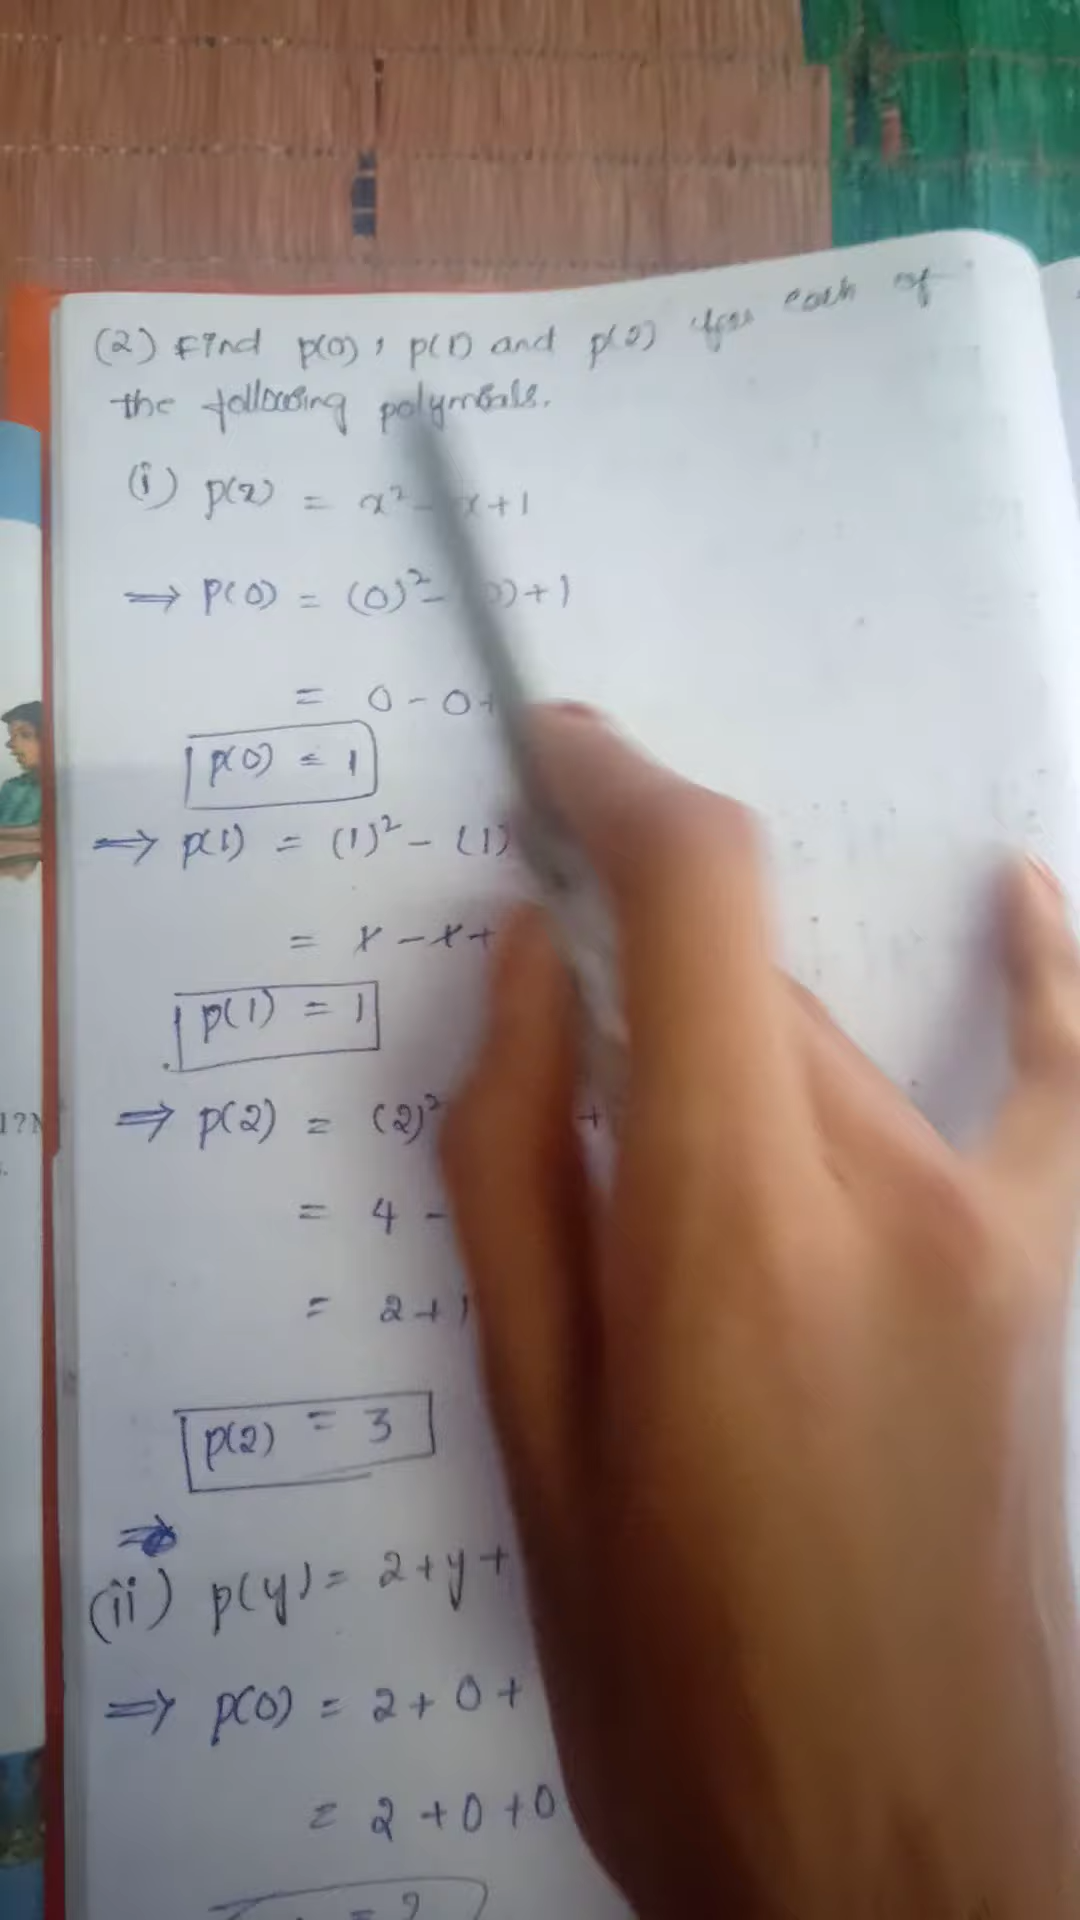 (2) Find p(0), p(1) and p(2) for each of
the following polymials.
(i) p(x) = x² - x + 1
⇒ p(0) = (0)² - 0) + 1
= 0 - 0 +
p(0) = 1
⇒ p(1) = (1)² - (1)
= 1 - 1 +
p(1) = 1
⇒ p(2) = (2)² +
= 4 -
= 2 + 1
p(2) = 3
(ii) p(y) = 2 + y +
⇒ p(0) = 2 + 0 +
= 2 + 0 + 0
= 2